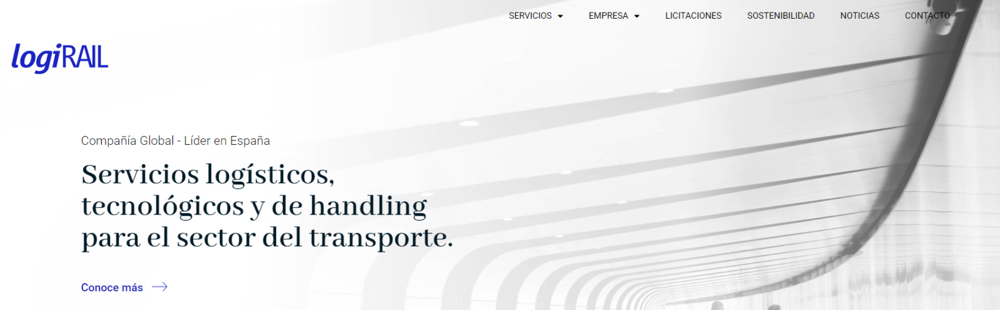 SERVICIOS EMPRESA LICITACIONES SOSTENIBILIDAD NOTICIAS CONTACTO
logiRAIL
Compañía Global - Líder en España
Servicios logísticos,
tecnológicos y de handling
para el sector del transporte.
Conoce más